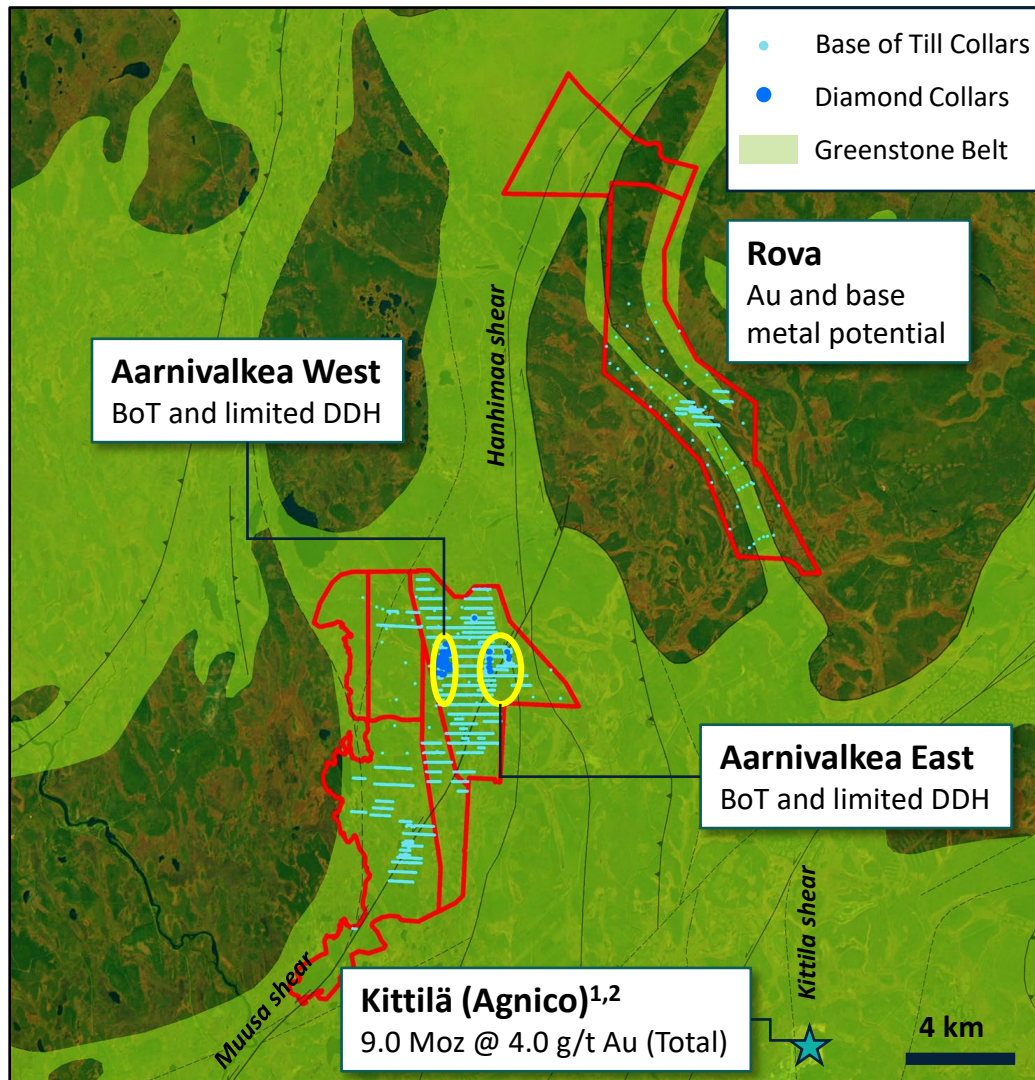 Base of Till Collars
Diamond Collars
Greenstone Belt
Rova
Au and base
metal potential
Hanhimaa shear
Aarnivalkea West
BoT and limited DDH
Aarnivalkea East
BoT and limited DDH
Kittila shear
Muusa shear
Kittilä (Agnico)1,2
9.0 Moz @ 4.0 g/t Au (Total)
4 km